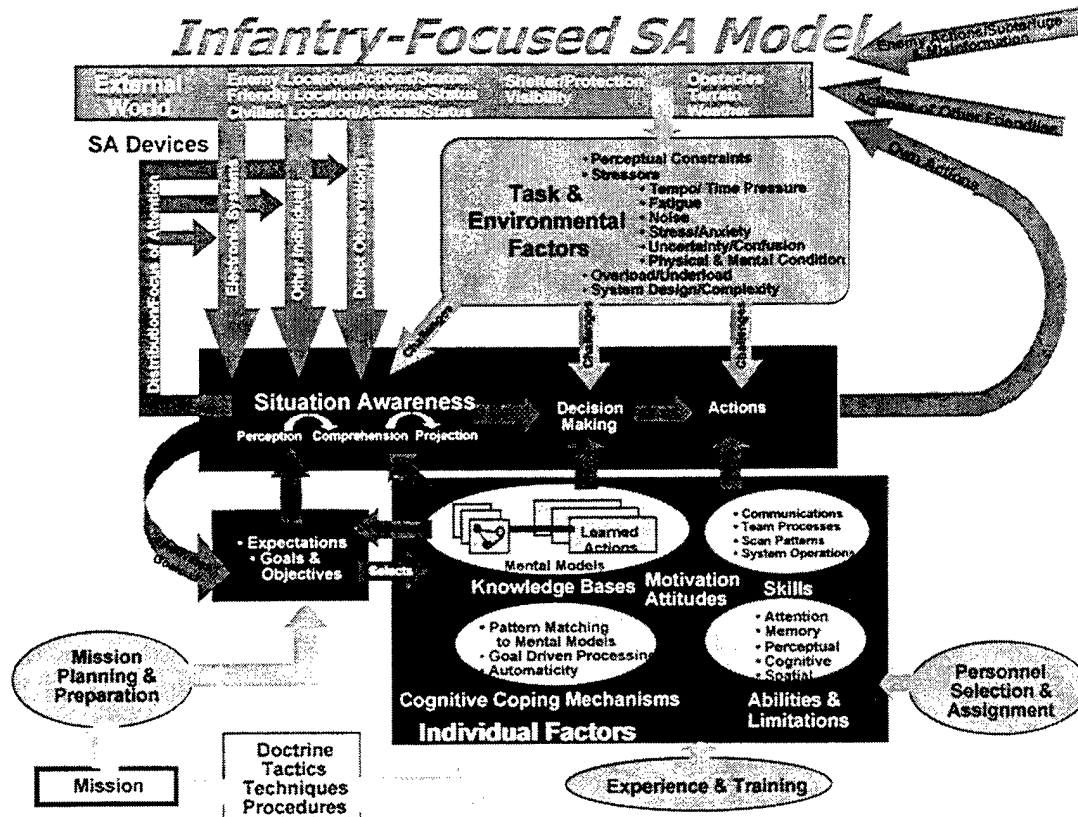 Infantry-Focused SA Model
Enemy Actions/Subterfuge
& Misinformation
External
World
Enemy Location/Actions/Status
Friendly Location/Actions/Status
Civilian Location/Actions/Status
Shelter/Protection
Visibility
Obstacles
Terrain
Weather
Actions of Other Friendlies
Own Actions
SA Devices
Distribution/Focus of Attention
Electronic Systems
Other Individuals
Direct Observation
Task &
Environmental
Factors
• Perceptual Constraints
• Stressors
• Tempo/ Time Pressure
• Fatigue
• Noise
• Stress/Anxiety
• Uncertainty/Confusion
• Physical & Mental Condition
• Overload/Underload
• System Design/Complexity
Challenges
Challenges
Challenges
Situation Awareness
Perception
Comprehension
Projection
Decision
Making
Actions
• Expectations
• Goals &
Objectives
Selects
Learned
Actions
Mental Models
Knowledge Bases
Motivation
Attitudes
• Communications
• Team Processes
• Scan Patterns
• System Operations
Skills
• Pattern Matching
to Mental Models
• Goal Driven Processing
• Automaticity
Cognitive Coping Mechanisms
• Attention
• Memory
• Perceptual
• Cognitive
• Spatial
Abilities &
Limitations
Individual Factors
Mission
Planning &
Preparation
Personnel
Selection &
Assignment
Mission
Doctrine
Tactics
Techniques
Procedures
Experience & Training